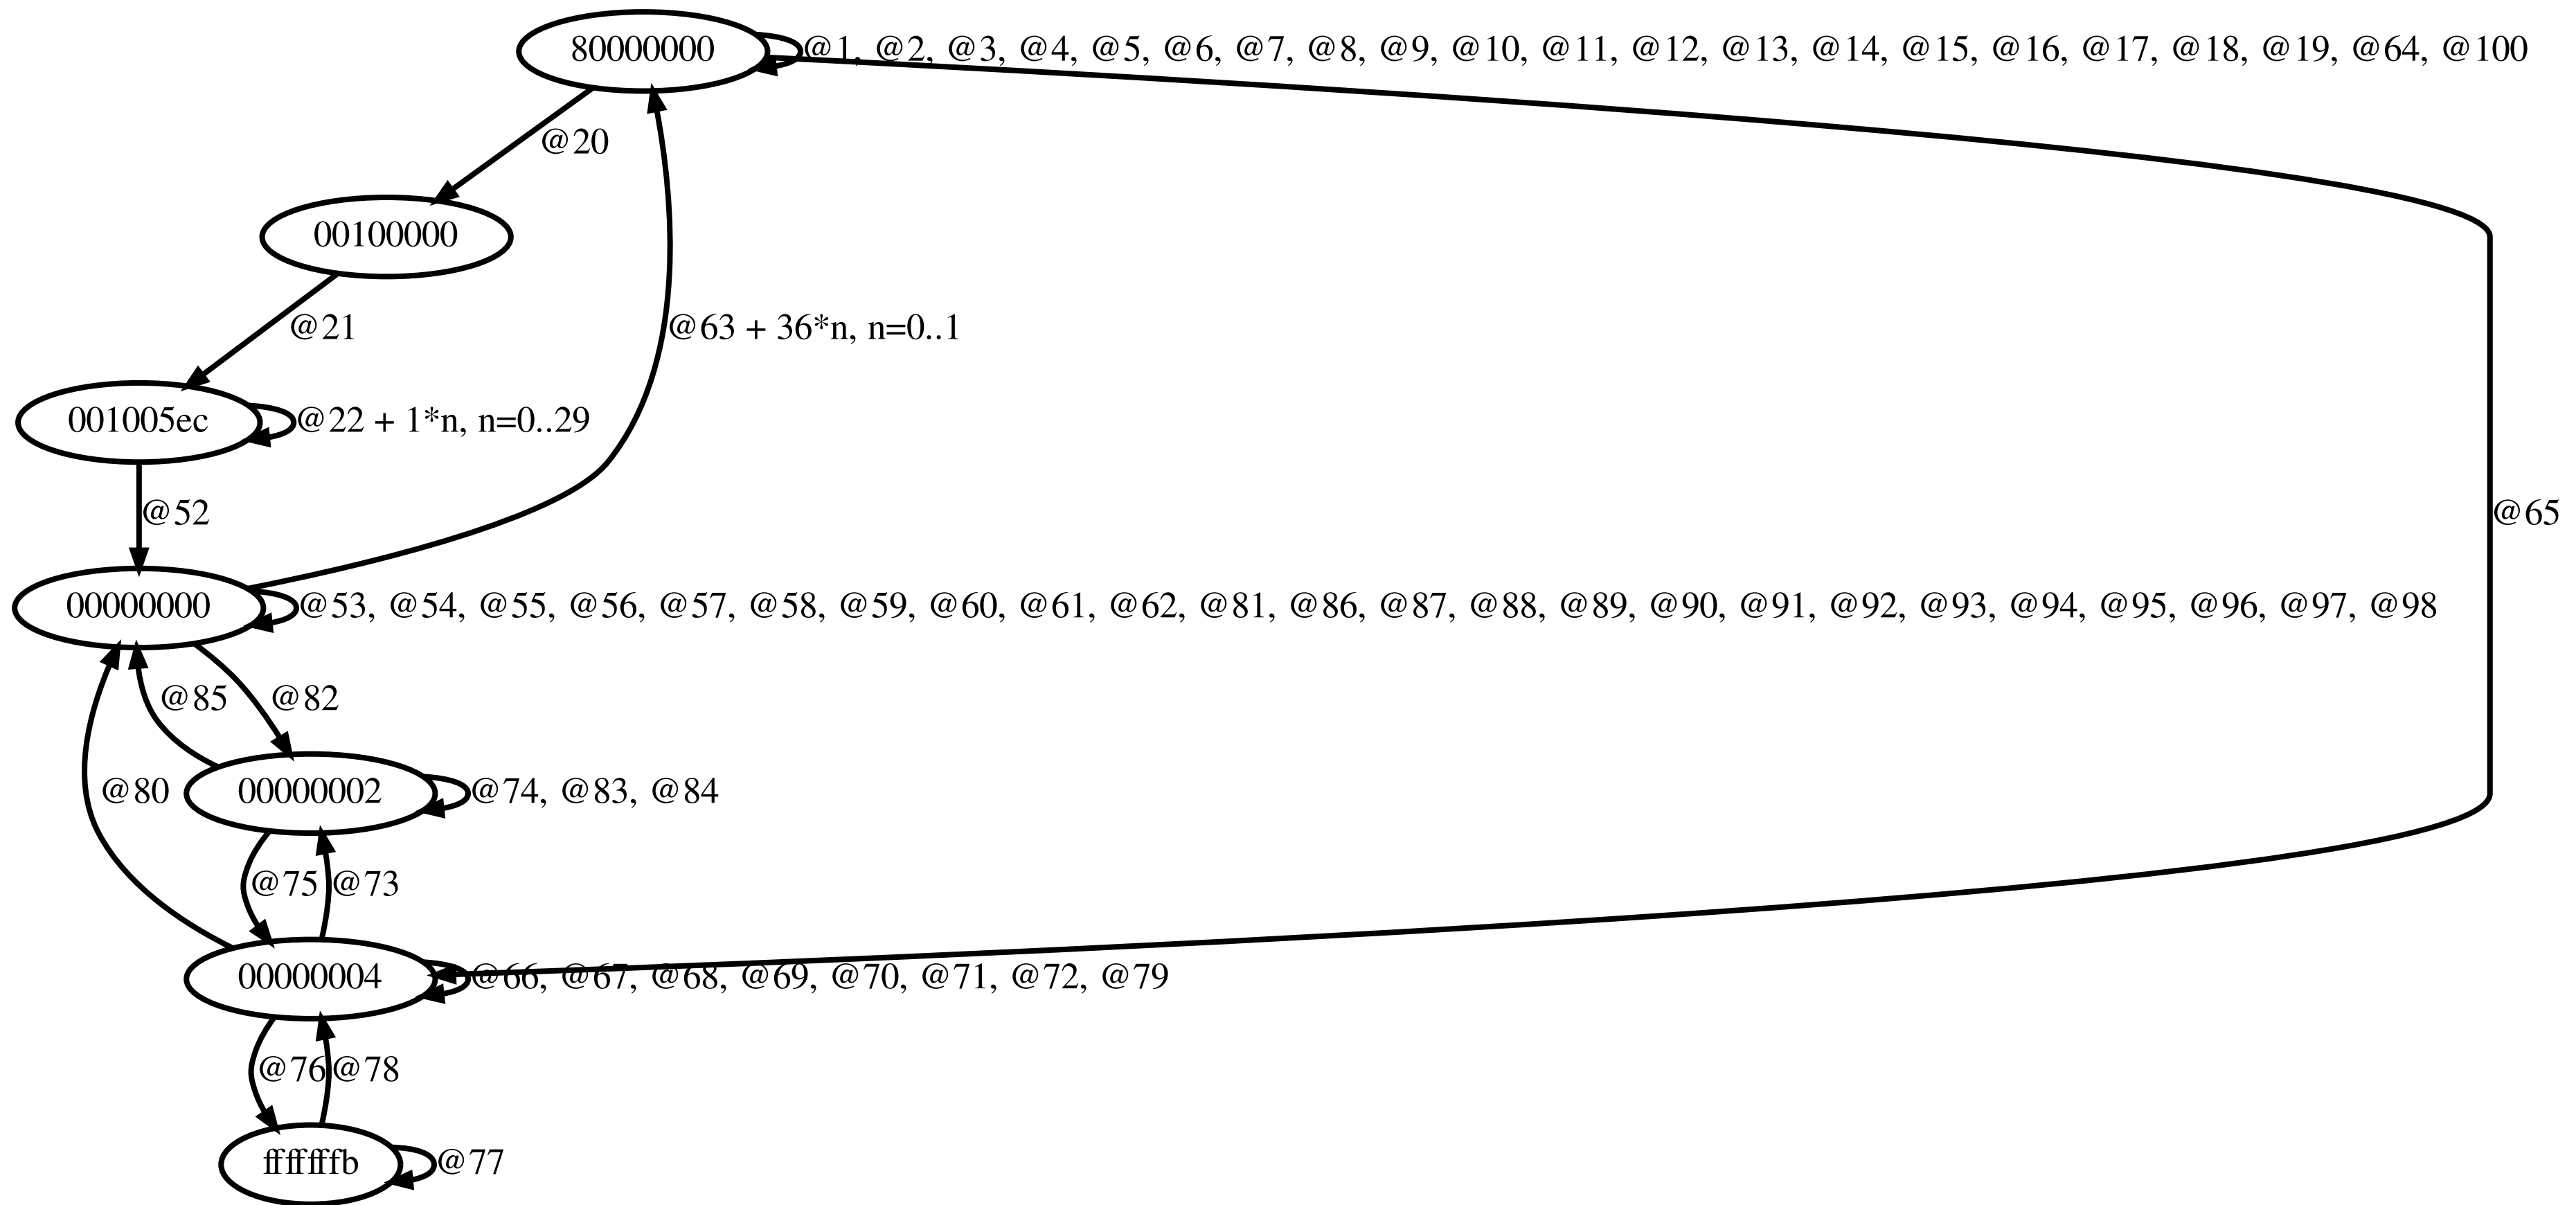 80000000
@1, @2, @3, @4, @5, @6, @7, @8, @9, @10, @11, @12, @13, @14, @15, @16, @17, @18, @19, @64, @100
@20
00100000
@21
@63 + 36*n, n=0..1
001005ec
@22 + 1*n, n=0..29
@52
@65
00000000
@53, @54, @55, @56, @57, @58, @59, @60, @61, @62, @81, @86, @87, @88, @89, @90, @91, @92, @93, @94, @95, @96, @97, @98
@85
@82
@80
00000002
@74, @83, @84
@75
@73
00000004
@66, @67, @68, @69, @70, @71, @72, @79
@76
@78
fffffffb
@77